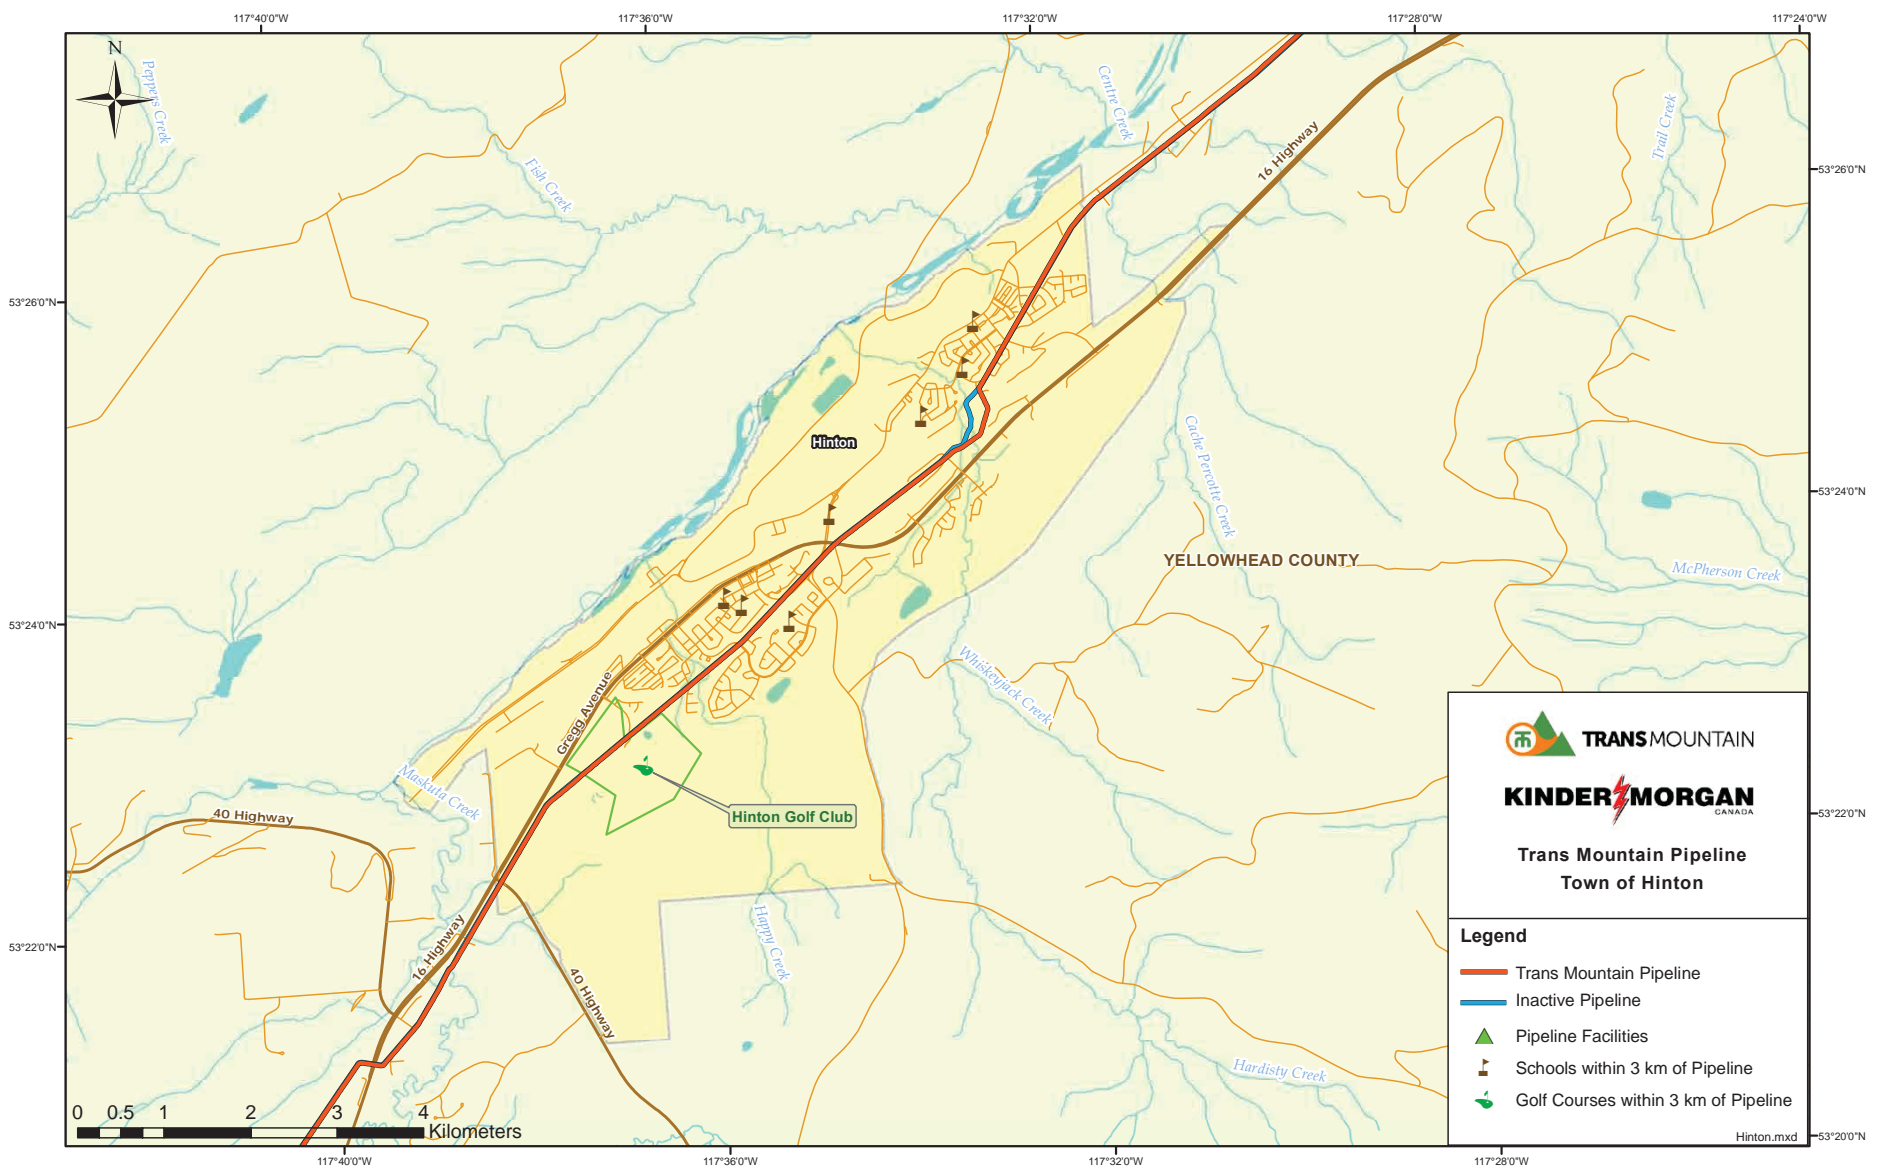 117°40'0"W
117°36'0"W
117°32'0"W
117°28'0"W
117°24'0"W
N
Peppers Creek
Centre Creek
Trail Creek
Fish Creek
16 Highway
53°26'0"N
53°26'0"N
Hinton
Cache Percotte Creek
53°24'0"N
YELLOWHEAD COUNTY
McPherson Creek
53°24'0"N
Whiskeyjack Creek
Gregg Avenue
Maskuta Creek
40 Highway
Hinton Golf Club
53°22'0"N
Happy Creek
16 Highway
40 Highway
53°22'0"N
Hardisty Creek
TRANSMOUNTAIN
KINDER MORGAN
CANADA
Trans Mountain Pipeline
Town of Hinton
Legend
Trans Mountain Pipeline
Inactive Pipeline
Pipeline Facilities
Schools within 3 km of Pipeline
Golf Courses within 3 km of Pipeline
Hinton.mxd
53°20'0"N
0 0.5 1 2 3 4
Kilometers
117°40'0"W
117°36'0"W
117°32'0"W
117°28'0"W